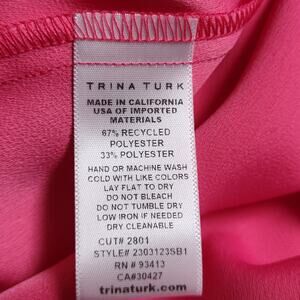 TRINA TURK
MADE IN CALIFORNIA
USA OF IMPORTED
MATERIALS
67% RECYCLED
POLYESTER
33% POLYESTER
HAND OR MACHINE WASH
COLD WITH LIKE COLORS
LAY FLAT TO DRY
DO NOT BLEACH
DO NOT TUMBLE DRY
LOW IRON IF NEEDED
DRY CLEANABLE
CUT# 2801
STYLE# 2303123SB1
RN # 93413
CA#30427
trinaturk.com